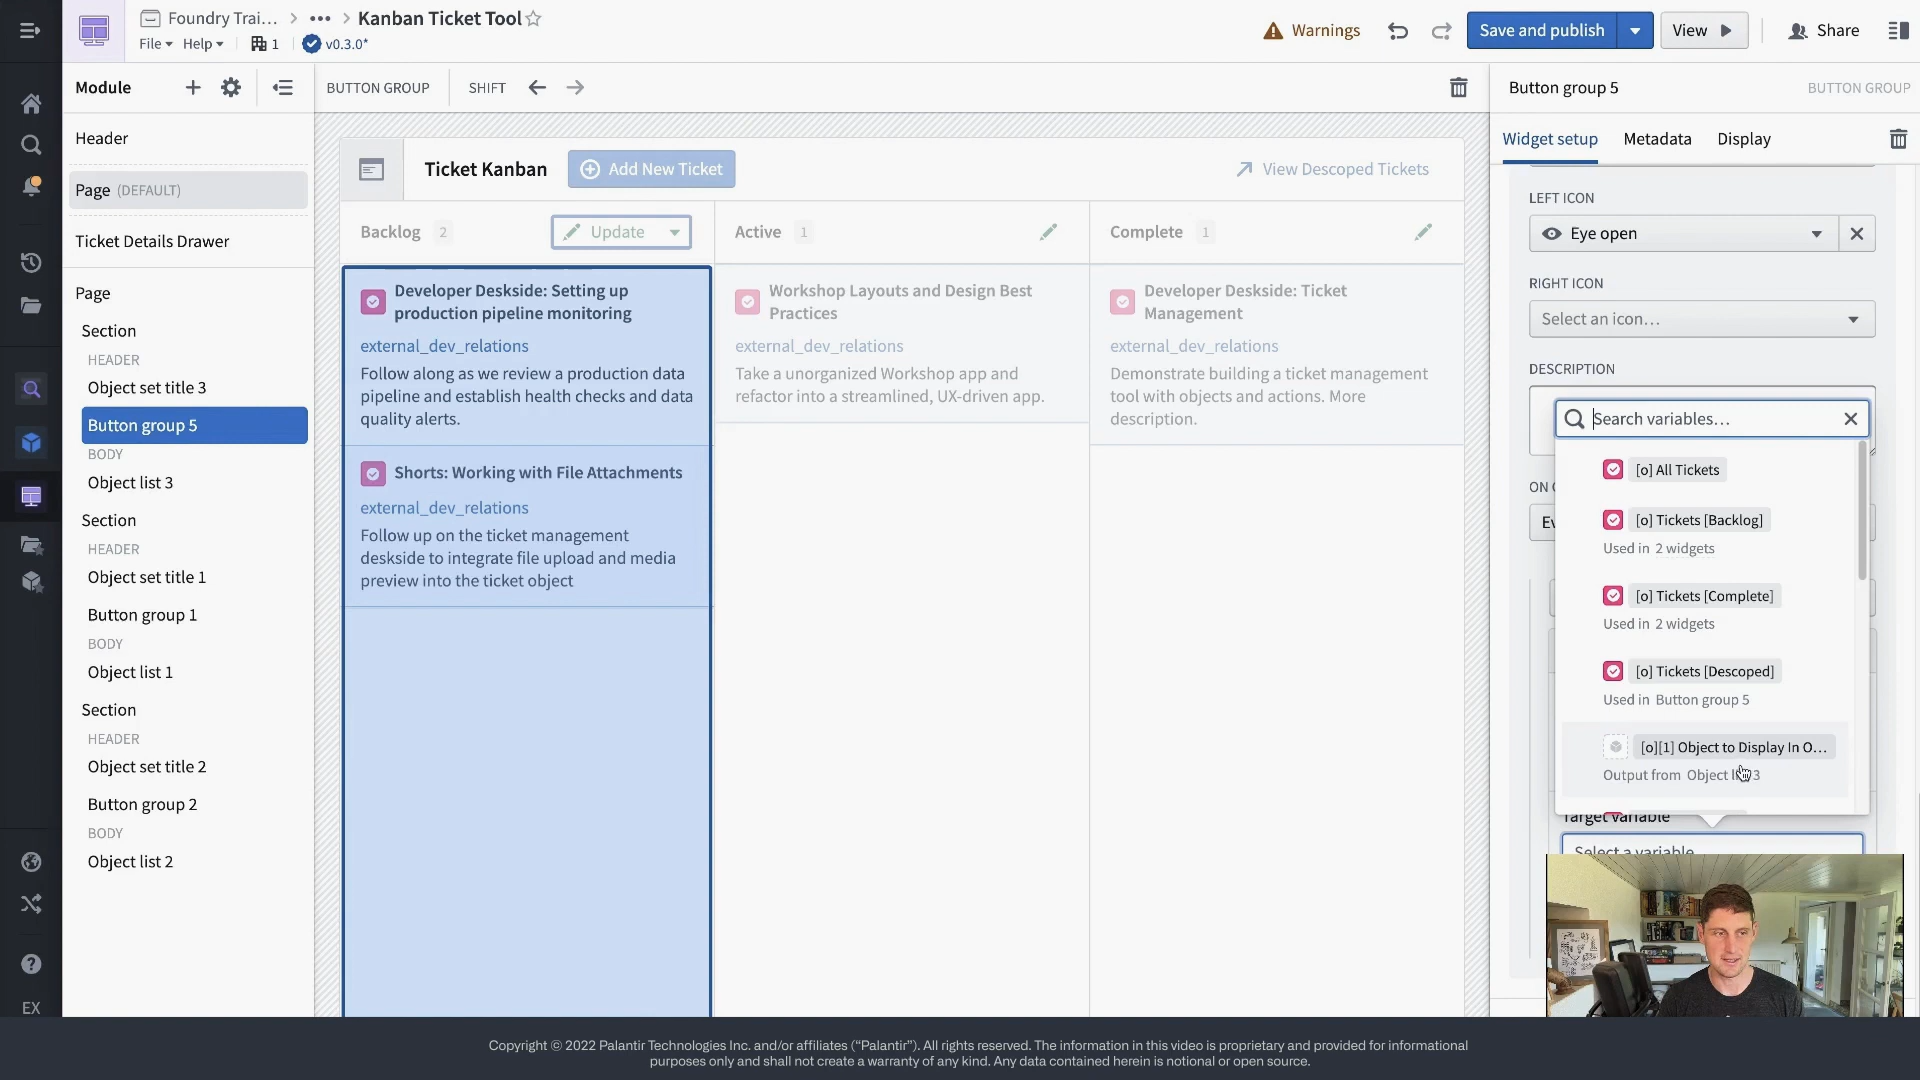 Foundry Trai… > ••• > Kanban Ticket Tool
File Help 1 v0.3.0*
Warnings
Save and publish
View
Share
Module
Header
Page (DEFAULT)
Ticket Details Drawer
Page
Section
HEADER
Object set title 3
Button group 5
BODY
Object list 3
Section
HEADER
Object set title 1
Button group 1
BODY
Object list 1
Section
HEADER
Object set title 2
Button group 2
BODY
Object list 2
EX
BUTTON GROUP
SHIFT
Ticket Kanban
Add New Ticket
View Descoped Tickets
Backlog 2
Update
Developer Deskside: Setting up
production pipeline monitoring
external_dev_relations
Follow along as we review a production data
pipeline and establish health checks and data
quality alerts.
Shorts: Working with File Attachments
external_dev_relations
Follow up on the ticket management
deskside to integrate file upload and media
preview into the ticket object
Active 1
Workshop Layouts and Design Best
Practices
external_dev_relations
Take a unorganized Workshop app and
refactor into a streamlined, UX-driven app.
Complete 1
Developer Deskside: Ticket
Management
external_dev_relations
Demonstrate building a ticket management
tool with objects and actions. More
description.
Button group 5
BUTTON GROUP
Widget setup
Metadata
Display
LEFT ICON
Eye open
RIGHT ICON
Select an icon…
DESCRIPTION
Search variables…
[o] All Tickets
[o] Tickets [Backlog]
Used in 2 widgets
[o] Tickets [Complete]
Used in 2 widgets
[o] Tickets [Descoped]
Used in Button group 5
[o][1] Object to Display In O…
Output from Object li 3
Target variable
Select a variable
Copyright © 2022 Palantir Technologies Inc. and/or affiliates (“Palantir”). All rights reserved. The information in this video is proprietary and provided for informational
purposes only and shall not create a warranty of any kind. Any data contained herein is notional or open source.